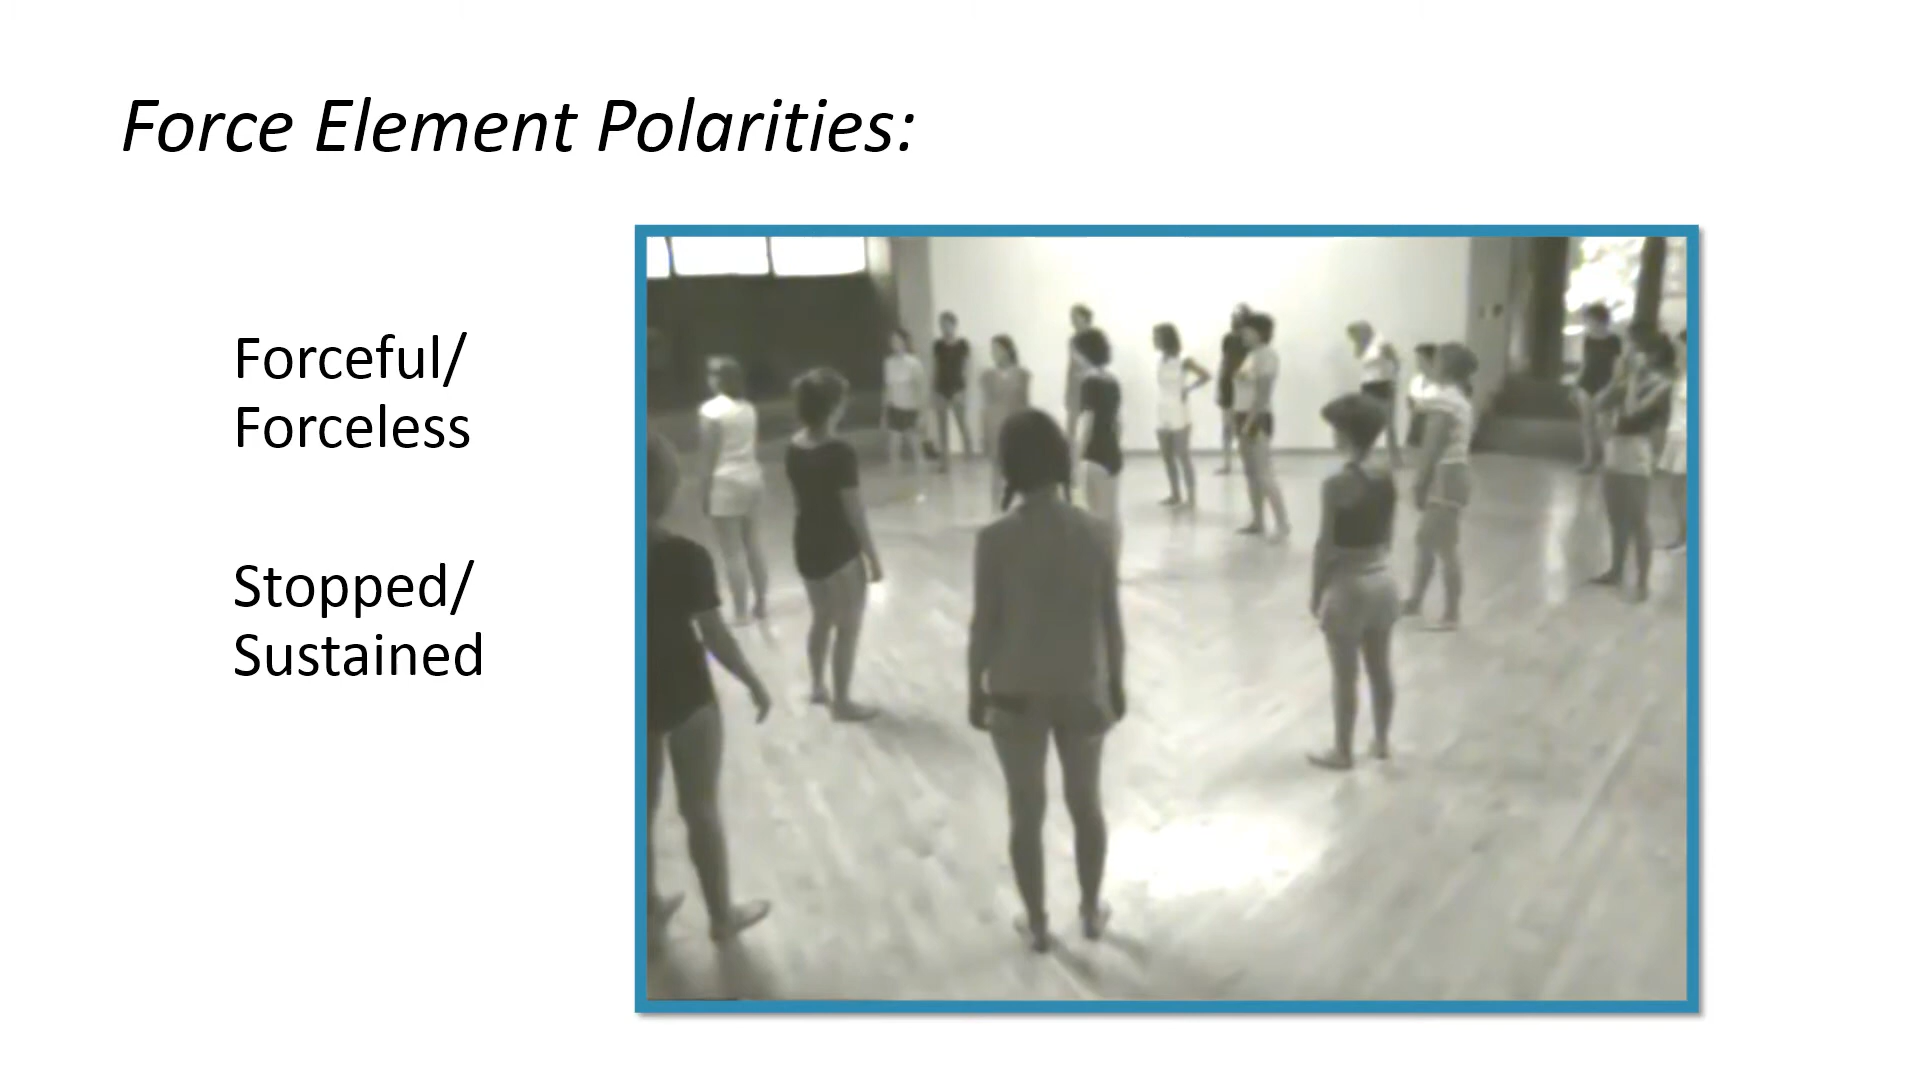 Force Element Polarities:
Forceful/
Forceless
Stopped/
Sustained